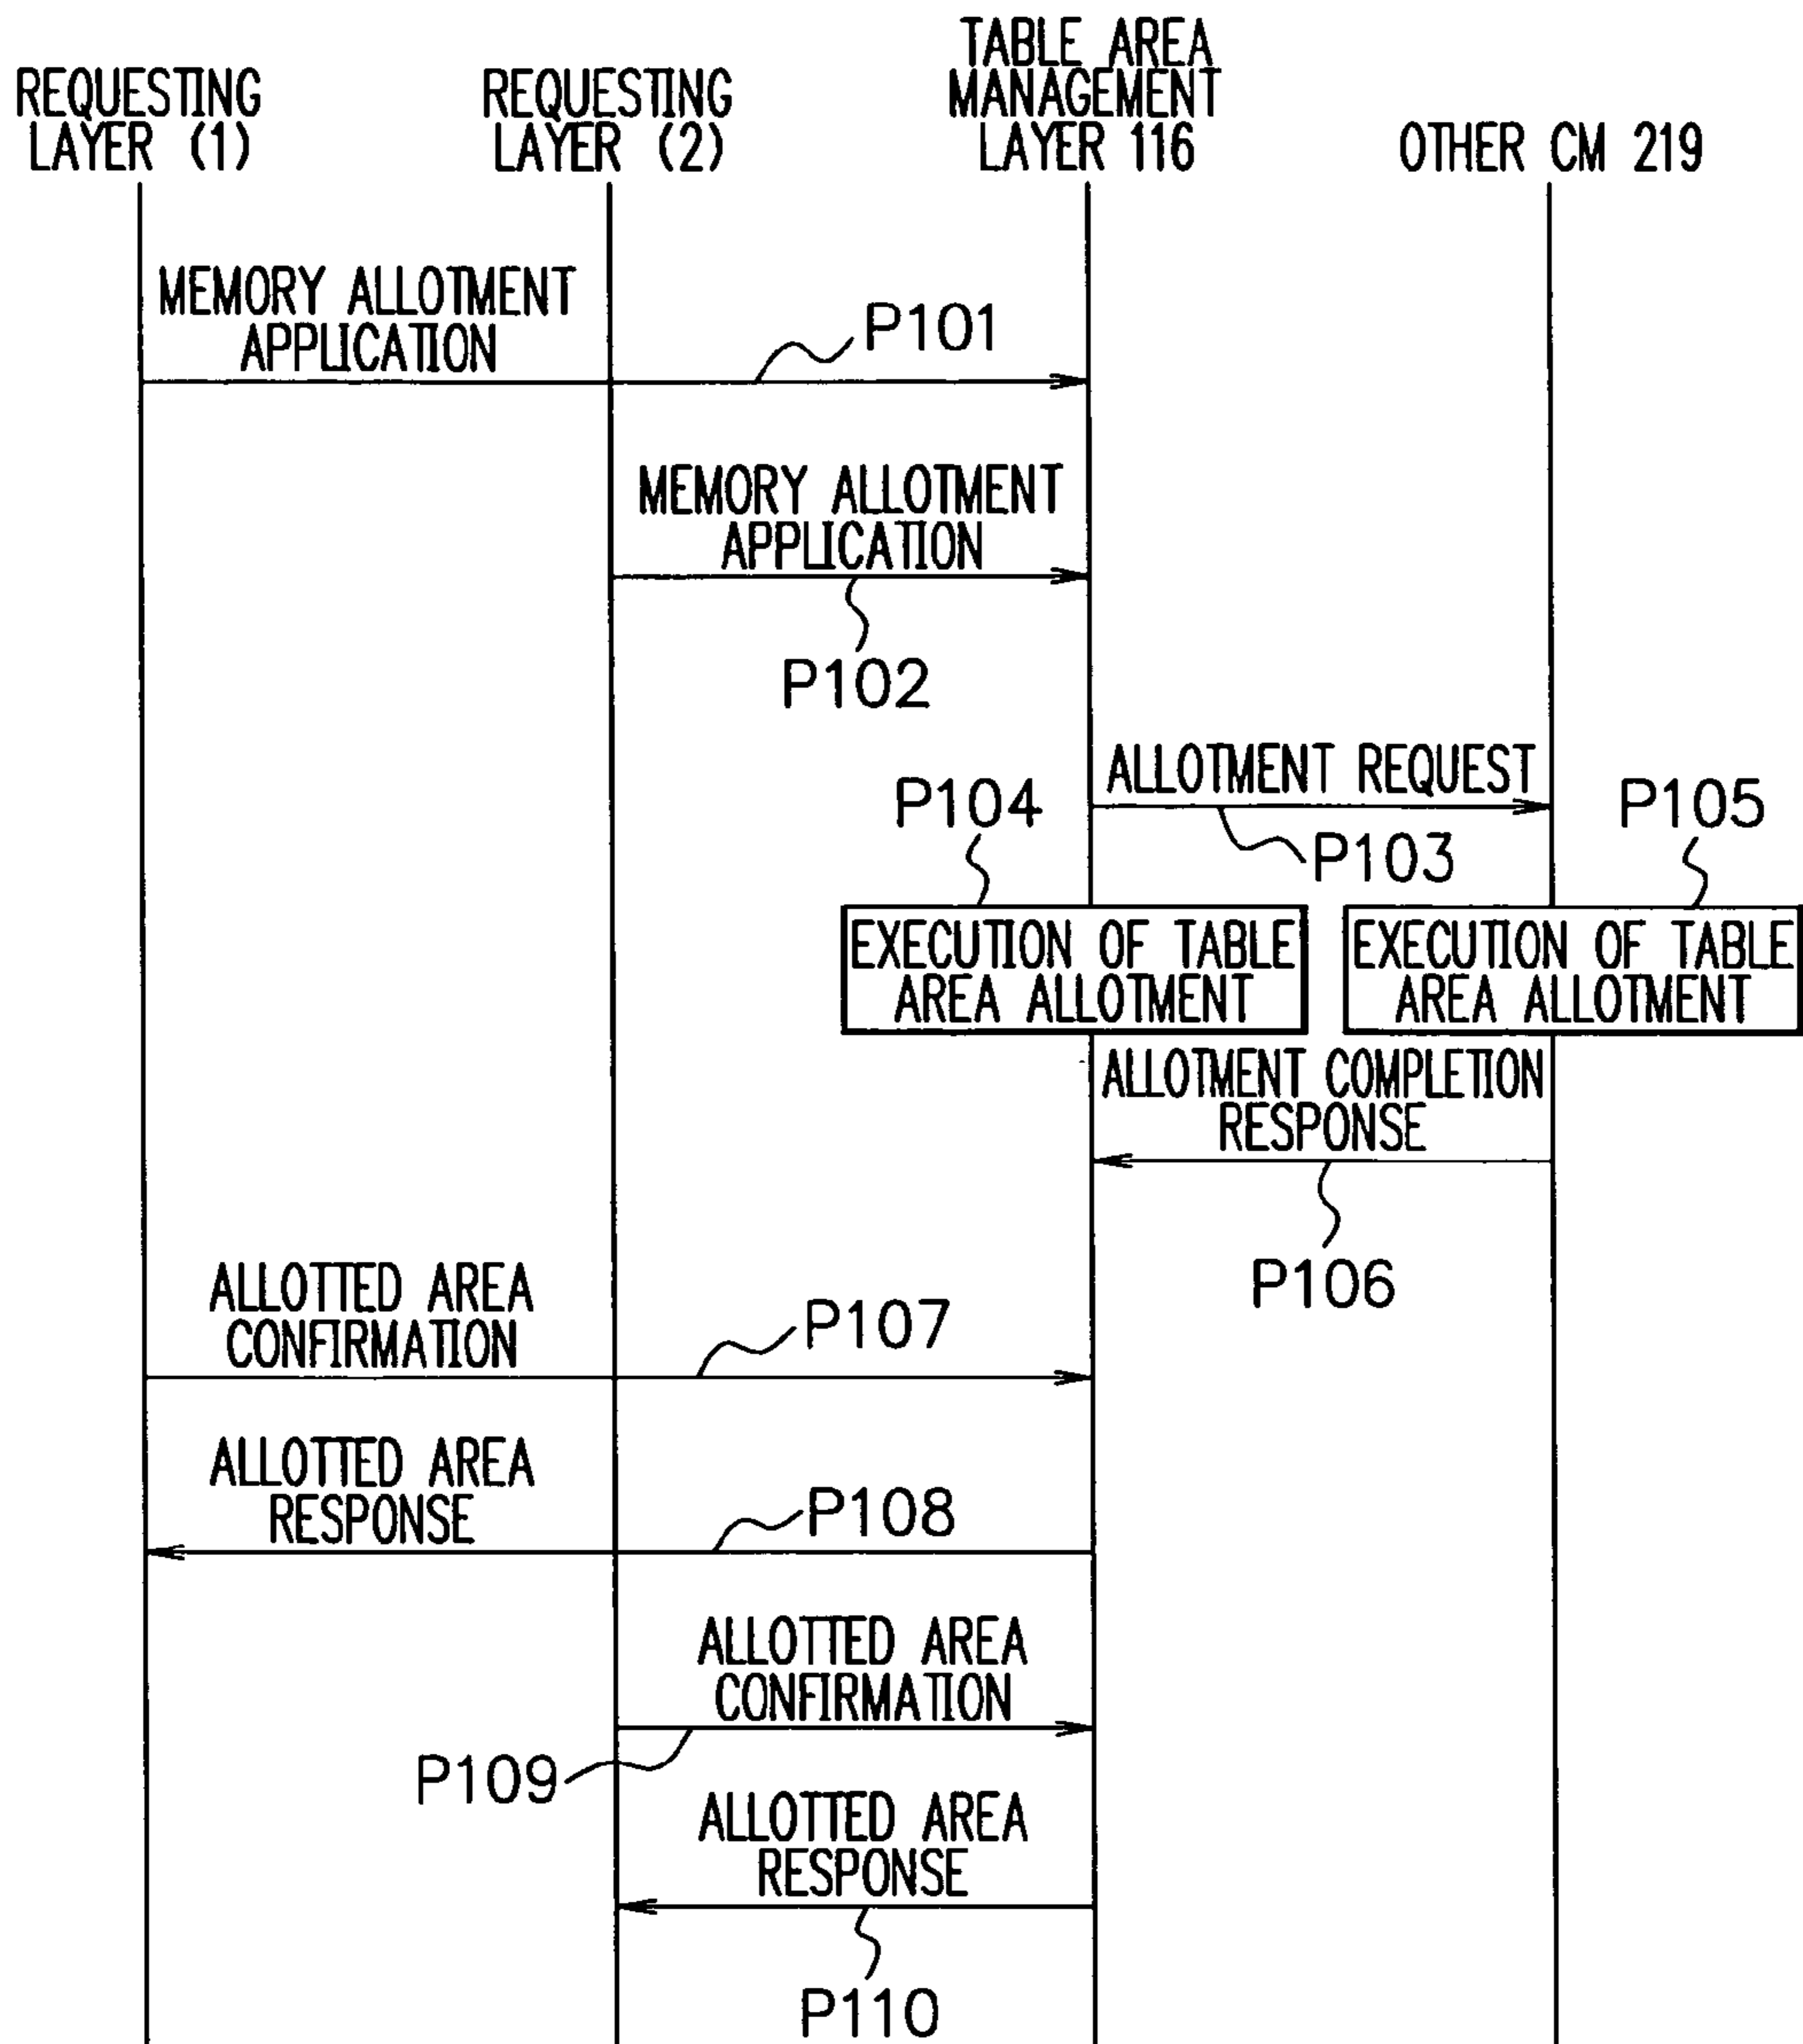 REQUESTING
LAYER (1)
REQUESTING
LAYER (2)
TABLE AREA
MANAGEMENT
LAYER 116
OTHER CM 219
MEMORY ALLOTMENT
APPLICATION
P101
MEMORY ALLOTMENT
APPLICATION
P102
ALLOTMENT REQUEST
P103
P104
P105
EXECUTION OF TABLE
AREA ALLOTMENT
EXECUTION OF TABLE
AREA ALLOTMENT
ALLOTMENT COMPLETION
RESPONSE
P106
ALLOTTED AREA
CONFIRMATION
P107
ALLOTTED AREA
RESPONSE
P108
ALLOTTED AREA
CONFIRMATION
P109
ALLOTTED AREA
RESPONSE
P110